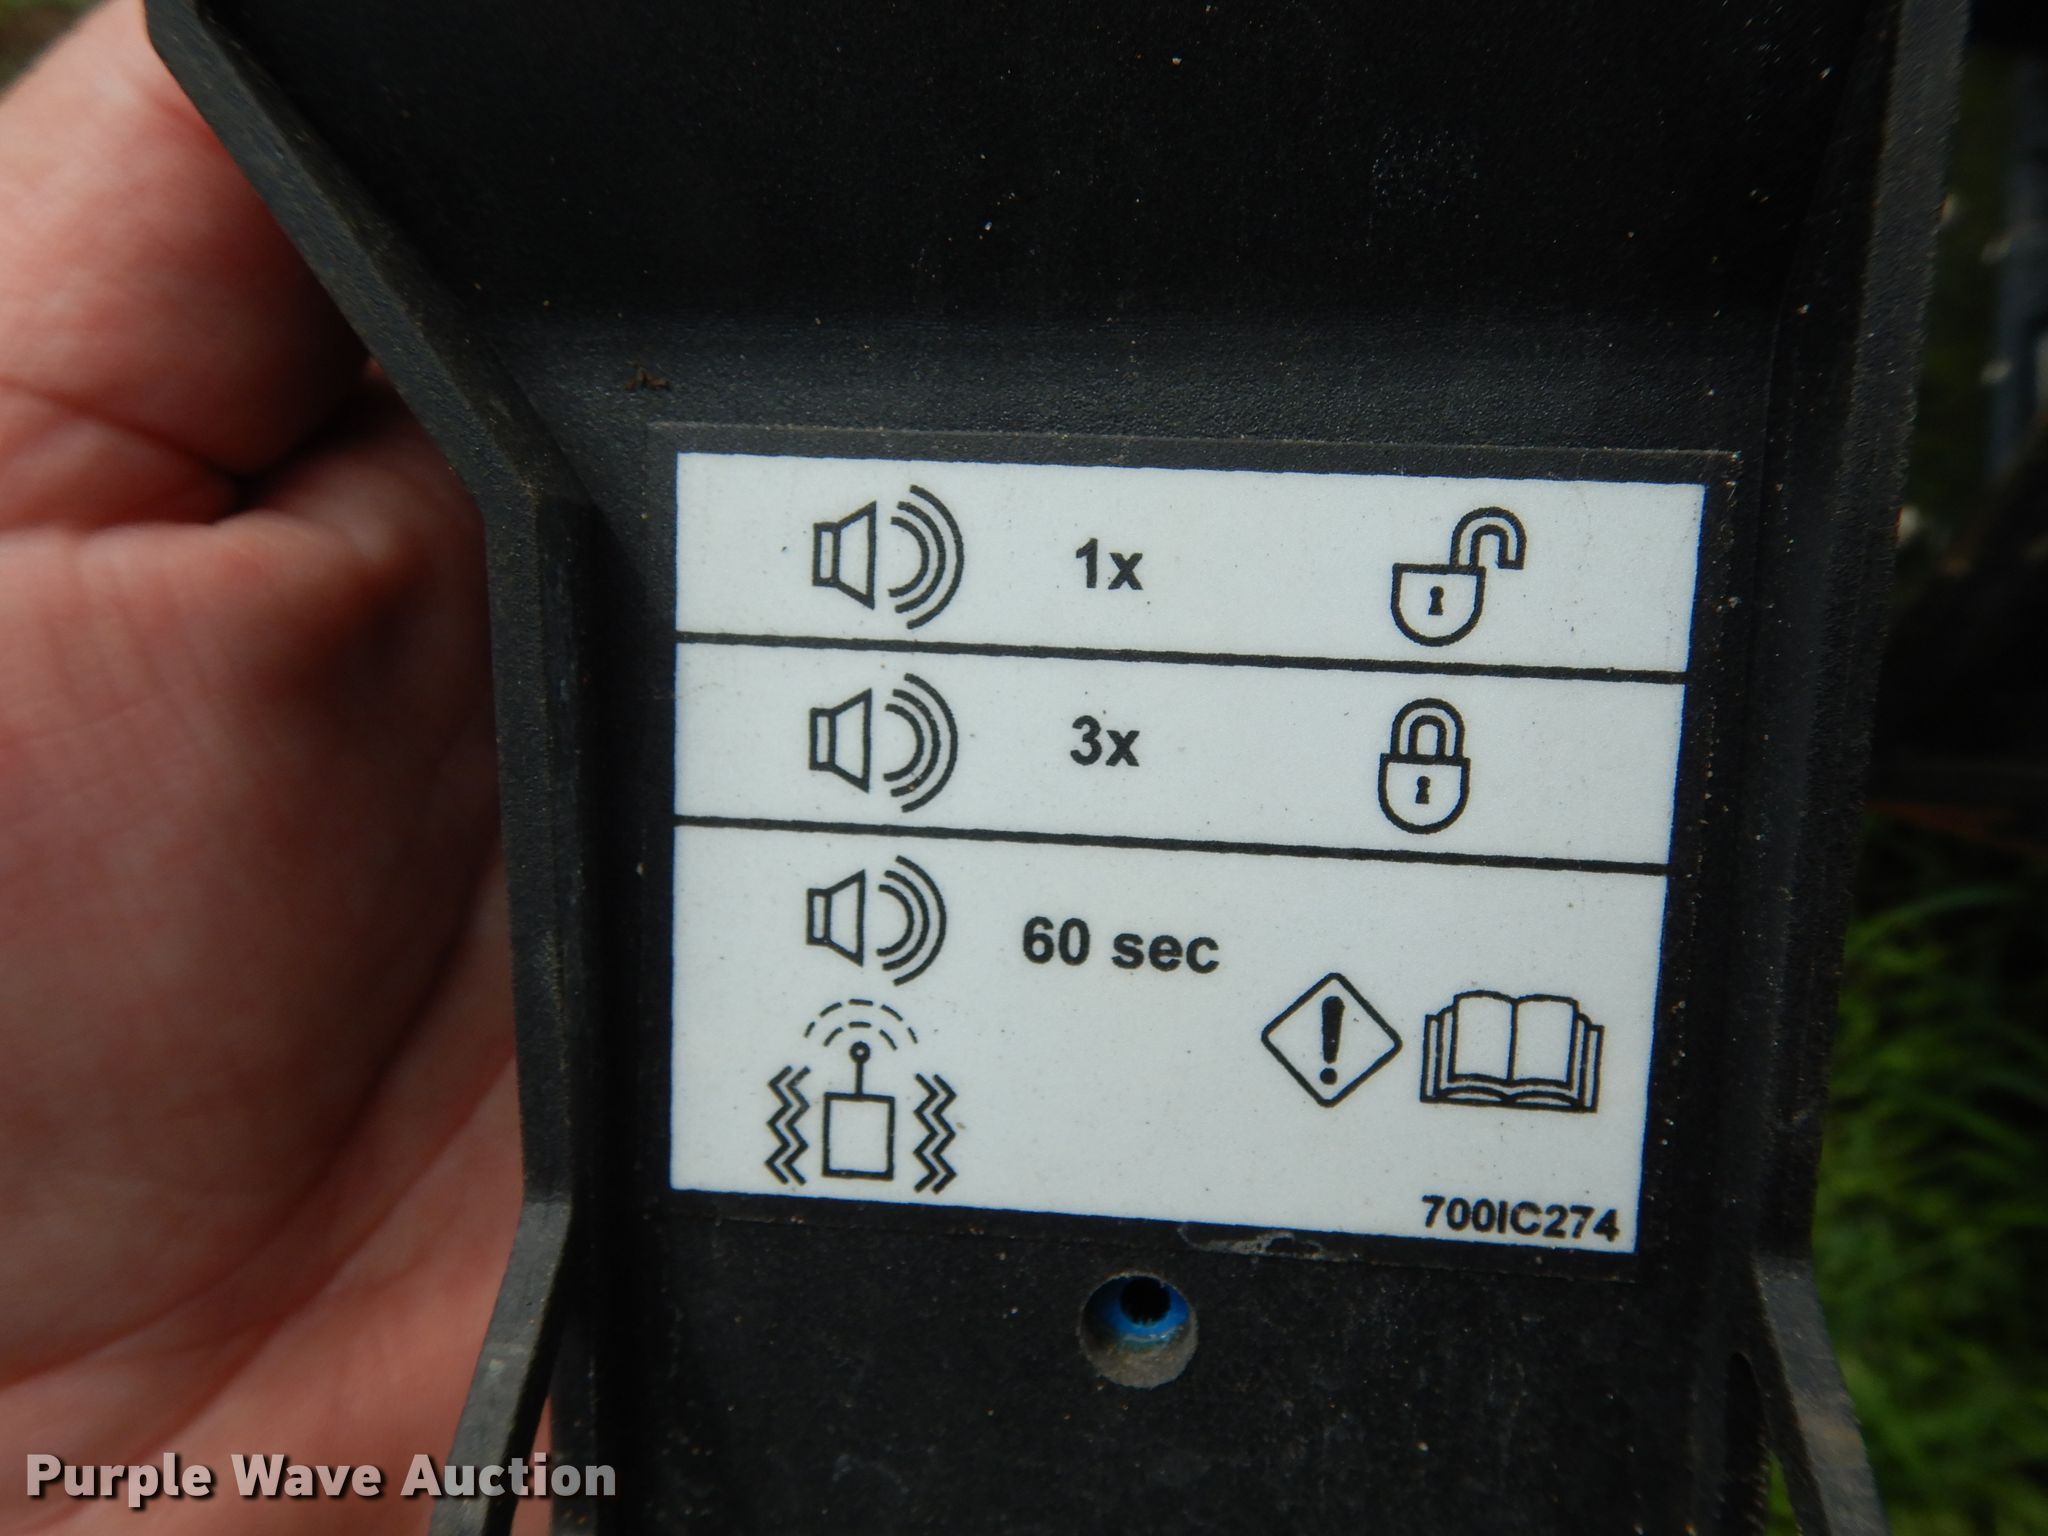 1x
3x
60 sec
700IC274
Purple Wave Auction